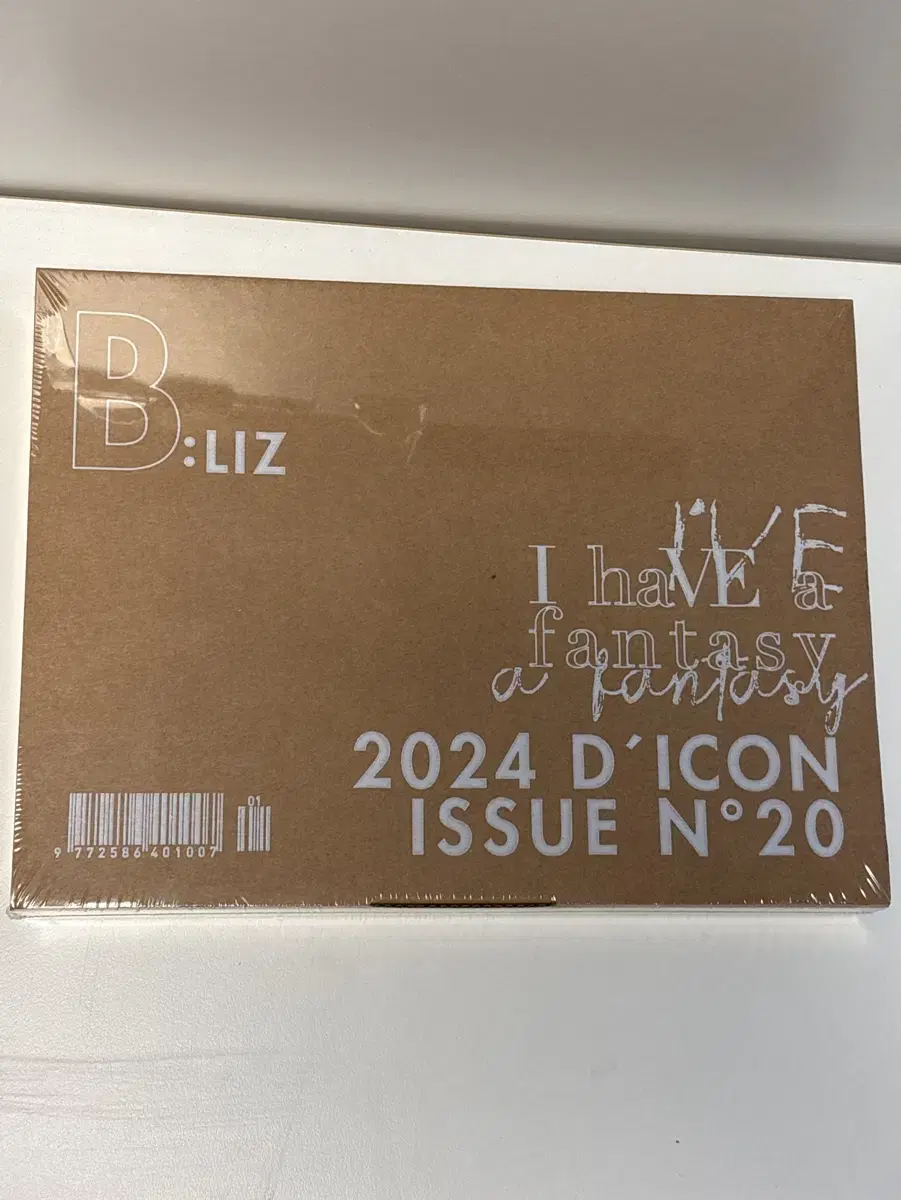 B:LIZ
I'VE
I haVE a
fantasy
a fantasy
2024 D'ICON
ISSUE N°20
01
9 772586 401007